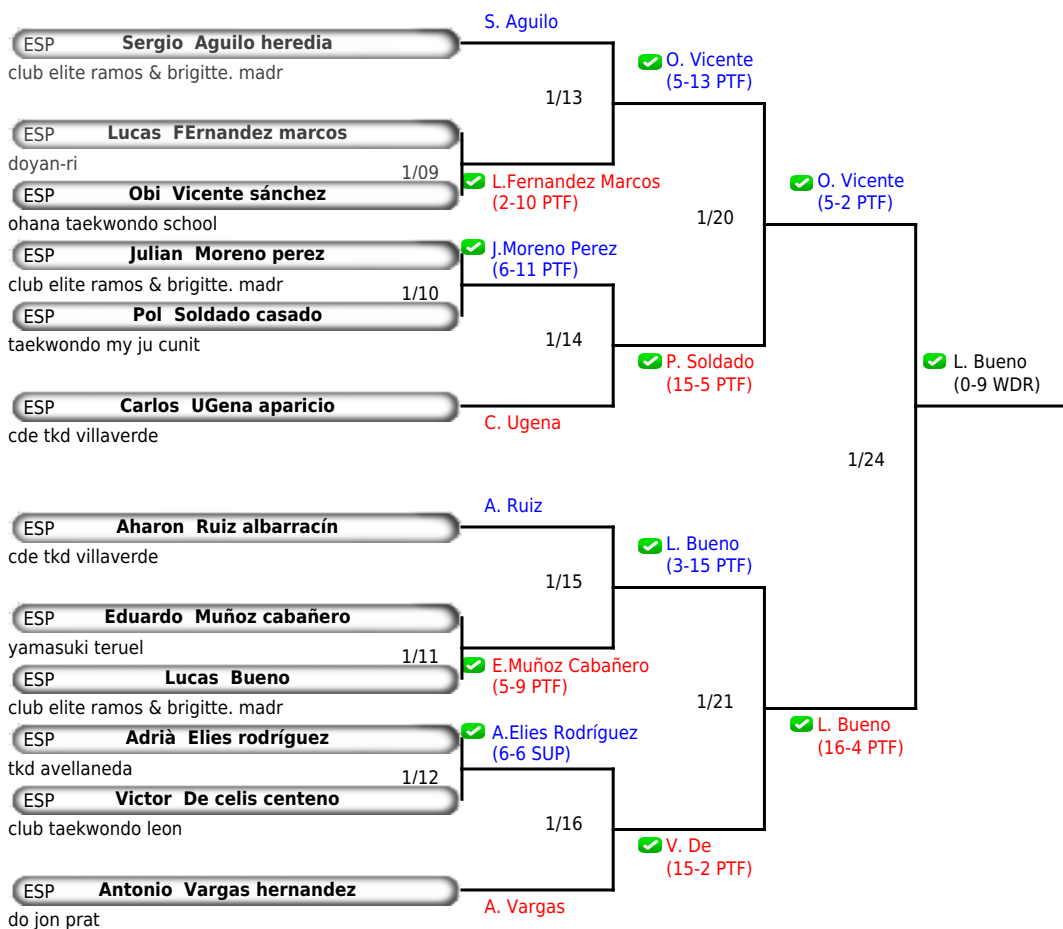 S. Aguilo
ESP Sergio Aguilo heredia
club elite ramos & brigitte. madr
O. Vicente
(5-13 PTF)
1/13
ESP Lucas FErnandez marcos
doyan-ri
1/09
L.Fernandez Marcos
(2-10 PTF)
ESP Obi Vicente sánchez
ohana taekwondo school
O. Vicente
(5-2 PTF)
1/20
ESP Julian Moreno perez
club elite ramos & brigitte. madr
J.Moreno Perez
(6-11 PTF)
1/10
ESP Pol Soldado casado
taekwondo my ju cunit
1/14
P. Soldado
(15-5 PTF)
L. Bueno
(0-9 WDR)
ESP Carlos UGena aparicio
cde tkd villaverde
C. Ugena
1/24
A. Ruiz
ESP Aharon Ruiz albarracín
cde tkd villaverde
L. Bueno
(3-15 PTF)
1/15
ESP Eduardo Muñoz cabañero
yamasuki teruel
1/11
E.Muñoz Cabañero
(5-9 PTF)
ESP Lucas Bueno
club elite ramos & brigitte. madr
1/21
L. Bueno
(16-4 PTF)
ESP Adrià Elies rodríguez
tkd avellaneda
A.Elies Rodríguez
(6-6 SUP)
1/12
ESP Victor De celis centeno
club taekwondo leon
1/16
V. De
(15-2 PTF)
ESP Antonio Vargas hernandez
do jon prat
A. Vargas